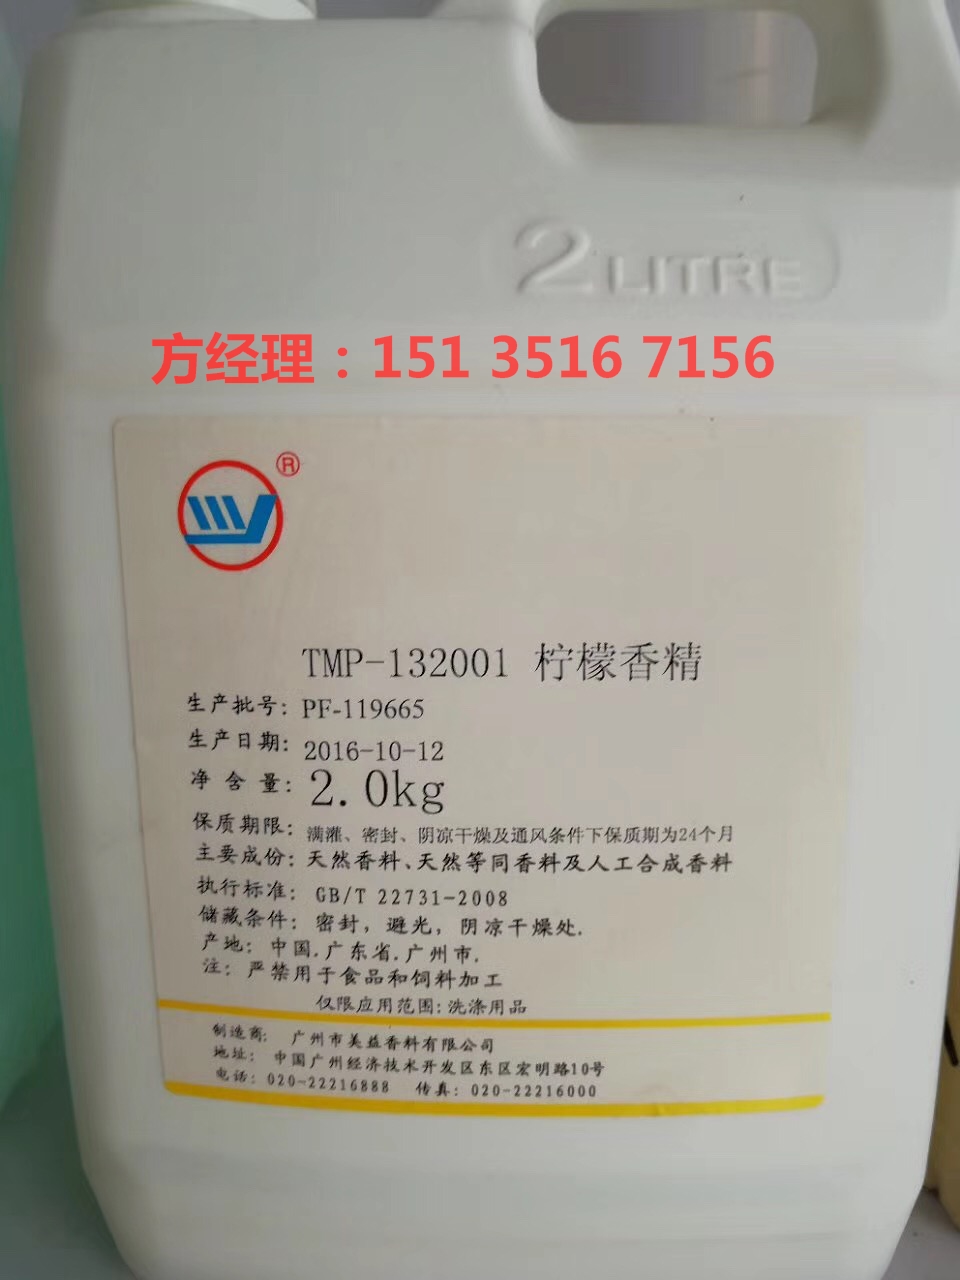 2 LITRE
方经理：151 3516 7156
®
TMP-132001 柠檬香精
生产批号：PF-119665
生产日期：2016-10-12
净含量：2.0kg
保质期限：满灌、密封、阴凉干燥及通风条件下保质期为24个月
主要成份：天然香料、天然等同香料及人工合成香料
执行标准：GB/T 22731-2008
储藏条件：密封，避光，阴凉干燥处.
产地：中国.广东省.广州市.
注：严禁用于食品和饲料加工
仅限应用范围：洗涤用品
制造商：广州市美益香料有限公司
地址：中国广州经济技术开发区东区宏明路10号
电话：020-22216888 传真：020-22216000